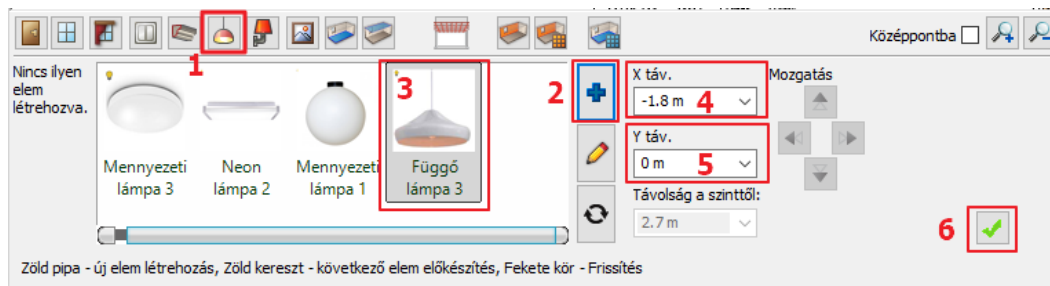 Középpontba
1
Nincs ilyen
elem
létrehozva.
Mennyezeti
lámpa 3
Neon
lámpa 2
Mennyezeti
lámpa 1
3
Függő
lámpa 3
2
X táv.
-1.8 m
4
Y táv.
0 m
5
Távolság a szinttől:
2.7 m
Mozgatás
6
Zöld pipa - új elem létrehozás, Zöld kereszt - következő elem előkészítés, Fekete kör - Frissítés